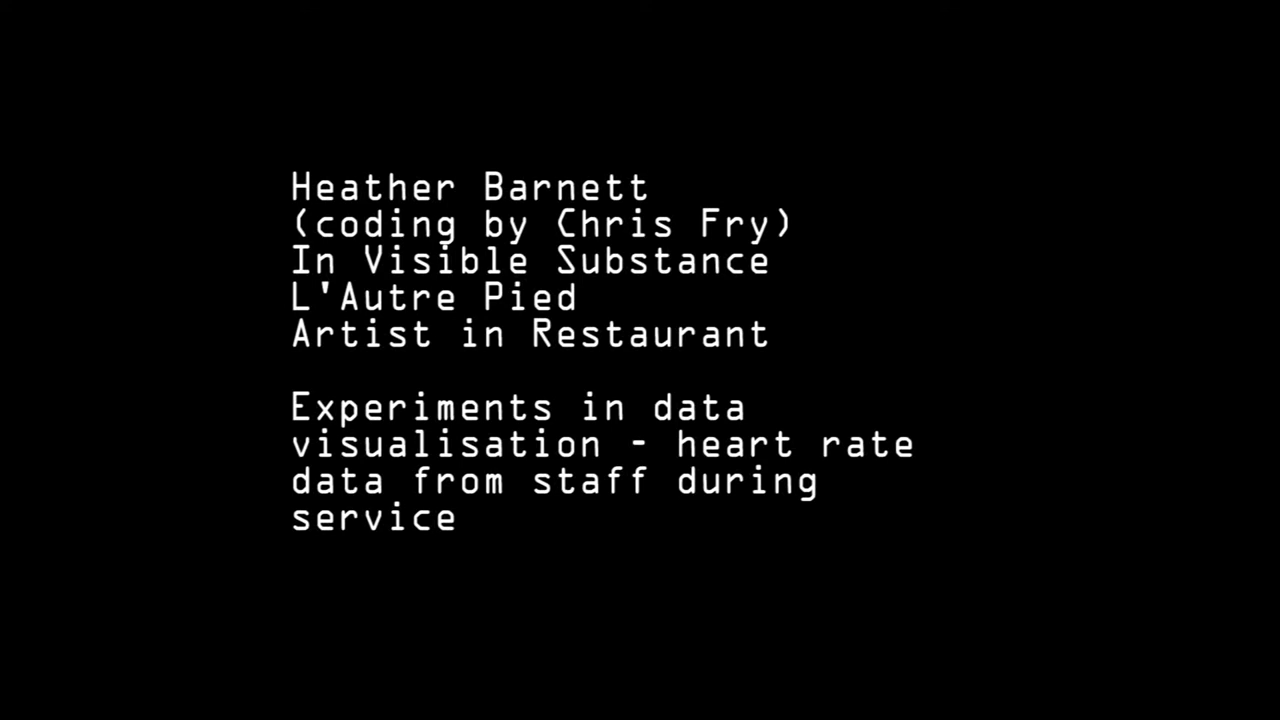 Heather Barnett
(coding by Chris Fry)
In Visible Substance
L'Autre Pied
Artist in Restaurant
Experiments in data
visualisation - heart rate
data from staff during
service